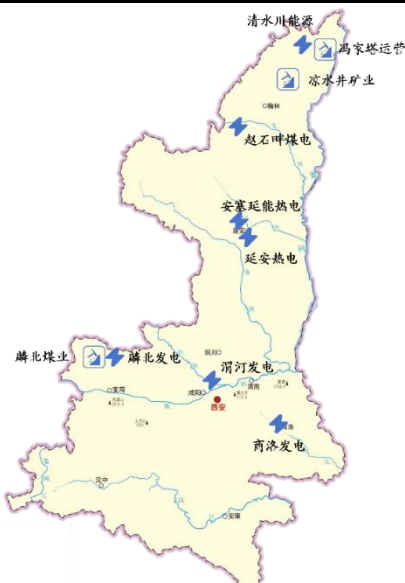 清水川能源
冯家塔运营
凉水井矿业
榆林
赵石畔煤电
安塞延能热电
延安热电
麟北煤业
麟北发电
铜川
渭汀发电
宝鸡
咸阳
渭南
西安
商洛发电
汉中
安康